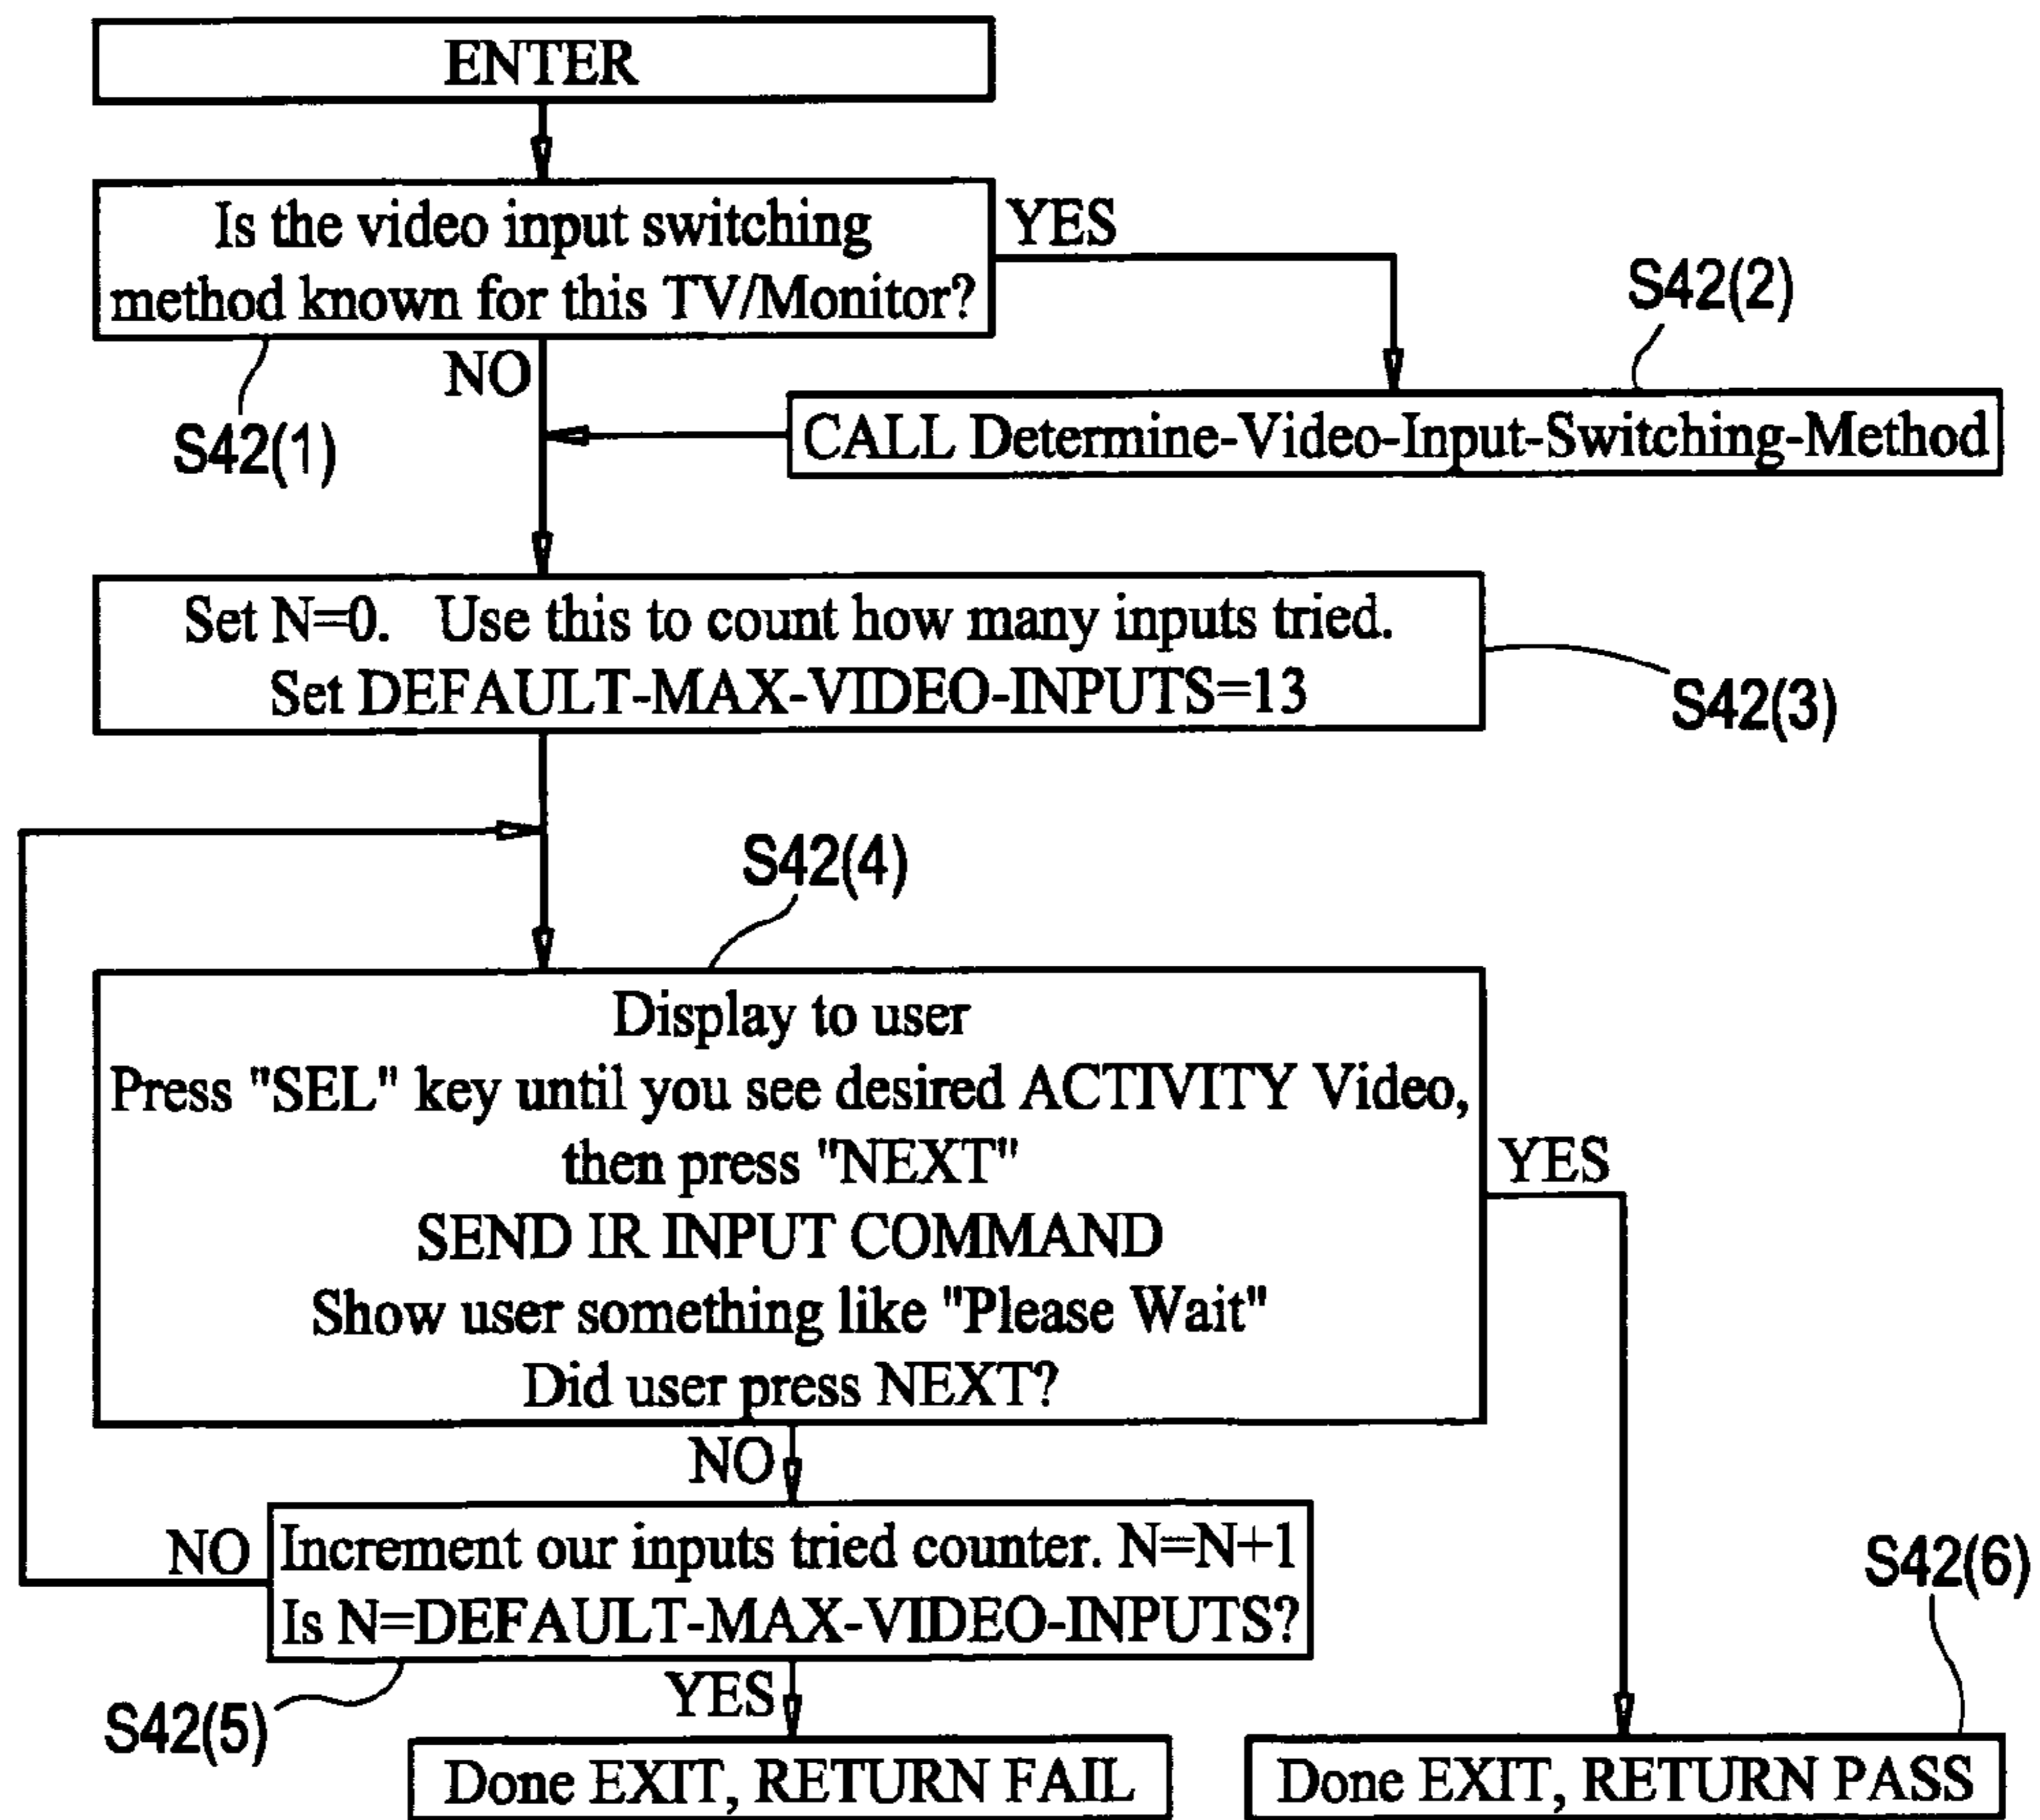 ENTER
Is the video input switching
method known for this TV/Monitor?
YES
NO
S42(1)
S42(2)
CALL Determine-Video-Input-Switching-Method
Set N=0. Use this to count how many inputs tried.
Set DEFAULT-MAX-VIDEO-INPUTS=13
S42(3)
S42(4)
Display to user
Press "SEL" key until you see desired ACTIVITY Video,
then press "NEXT"
SEND IR INPUT COMMAND
Show user something like "Please Wait"
Did user press NEXT?
YES
NO
NO
Increment our inputs tried counter. N=N+1
Is N=DEFAULT-MAX-VIDEO-INPUTS?
S42(5)
YES
S42(6)
Done EXIT, RETURN FAIL
Done EXIT, RETURN PASS